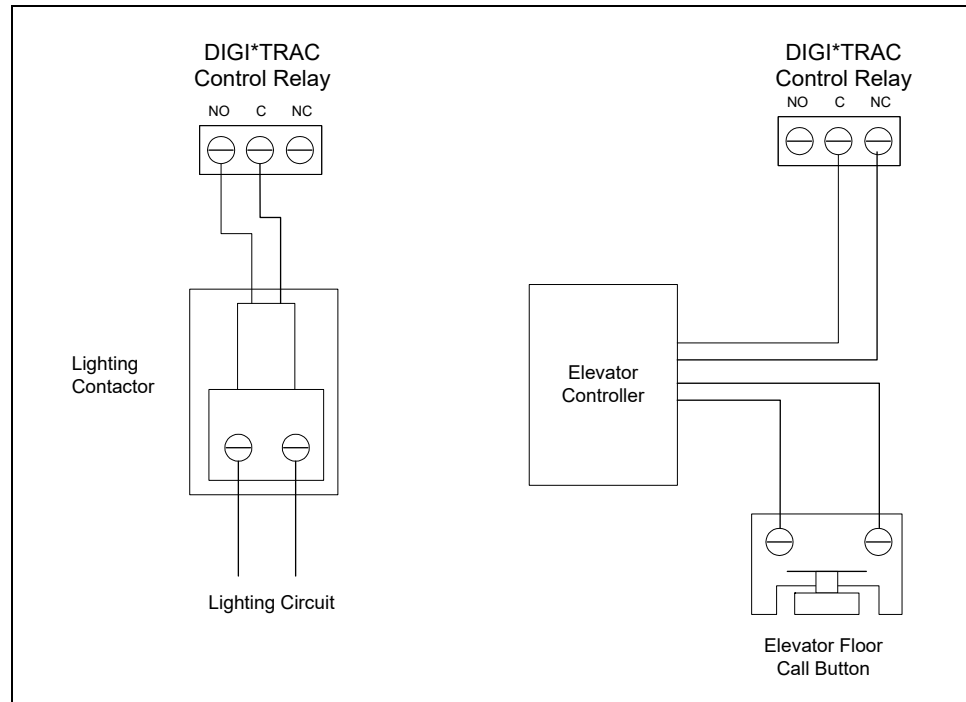 DIGI*TRAC
Control Relay
NO C NC
Lighting
Contactor
Lighting Circuit
DIGI*TRAC
Control Relay
NO C NC
Elevator
Controller
Elevator Floor
Call Button